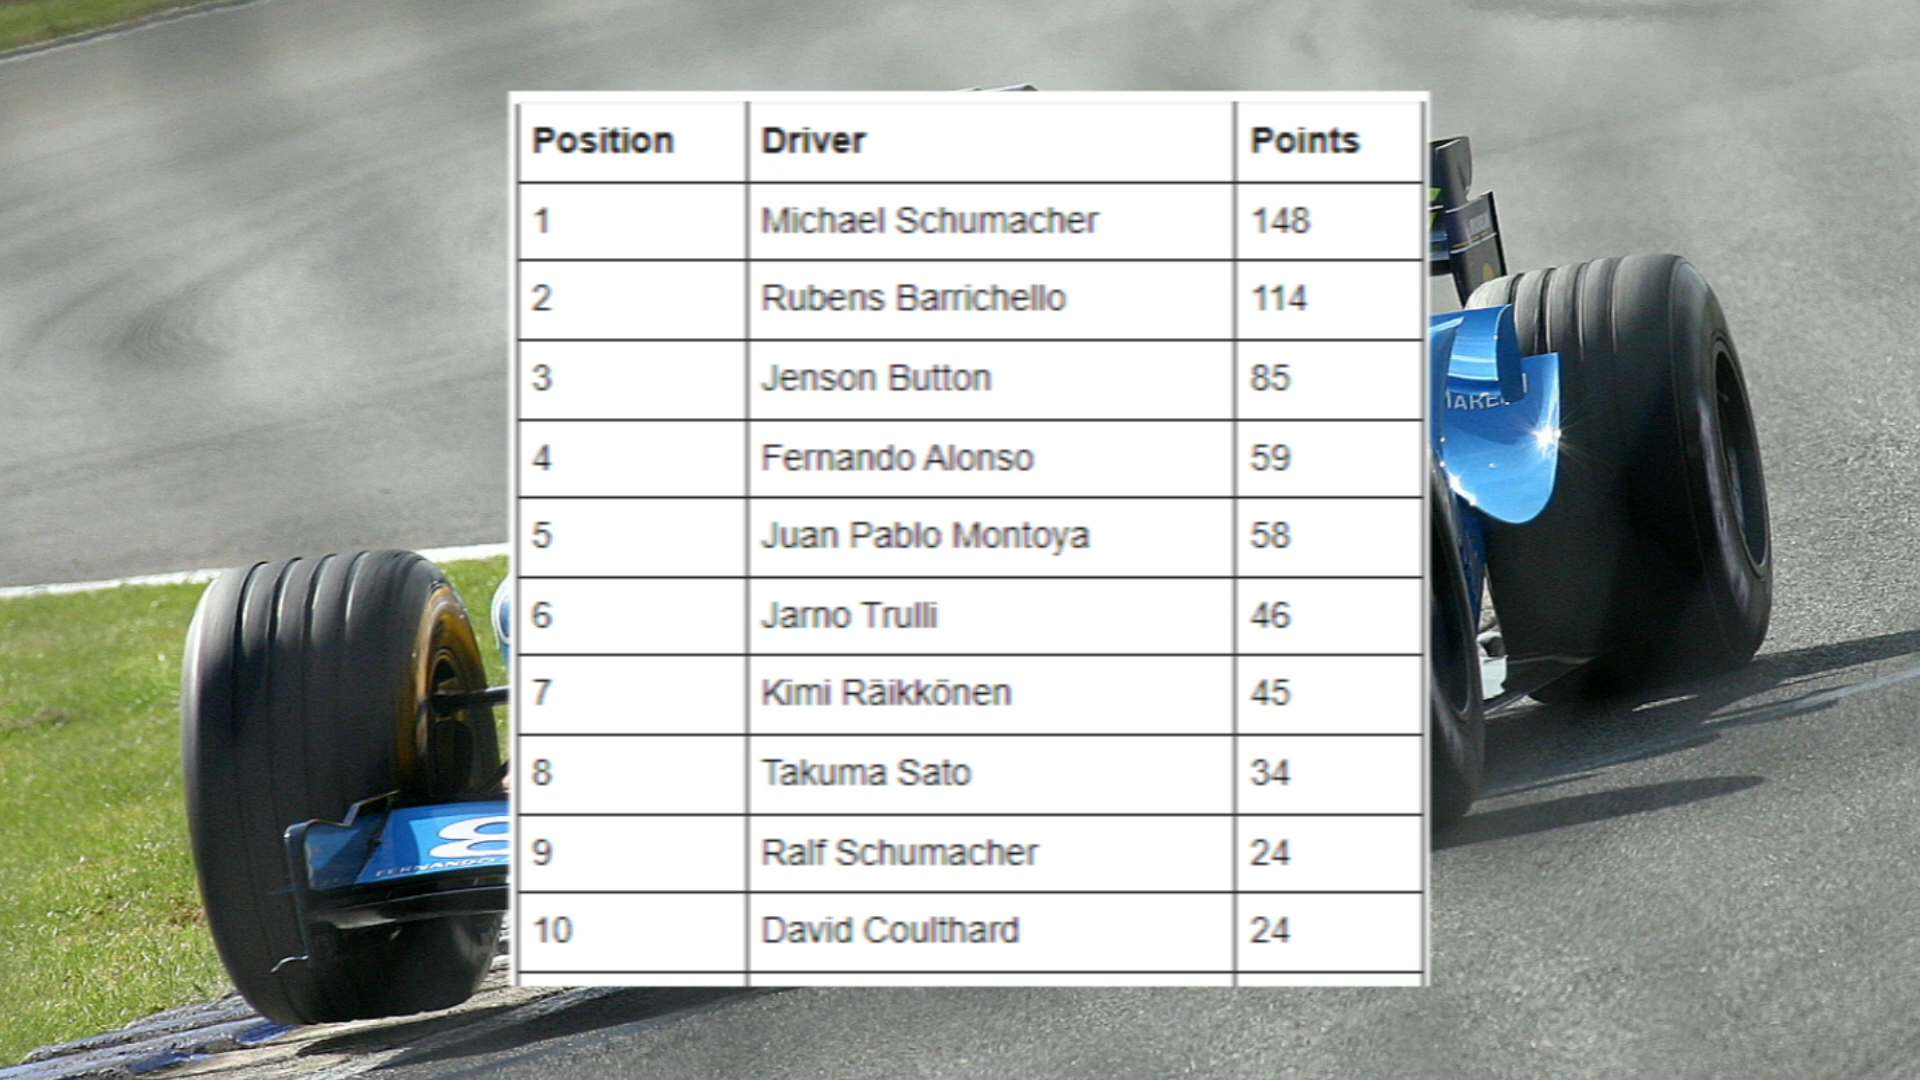 Position Driver Points
1 Michael Schumacher 148
2 Rubens Barrichello 114
3 Jenson Button 85
4 Fernando Alonso 59
5 Juan Pablo Montoya 58
6 Jarno Trulli 46
7 Kimi Räikkönen 45
8 Takuma Sato 34
9 Ralf Schumacher 24
10 David Coulthard 24
8
FERNANDO